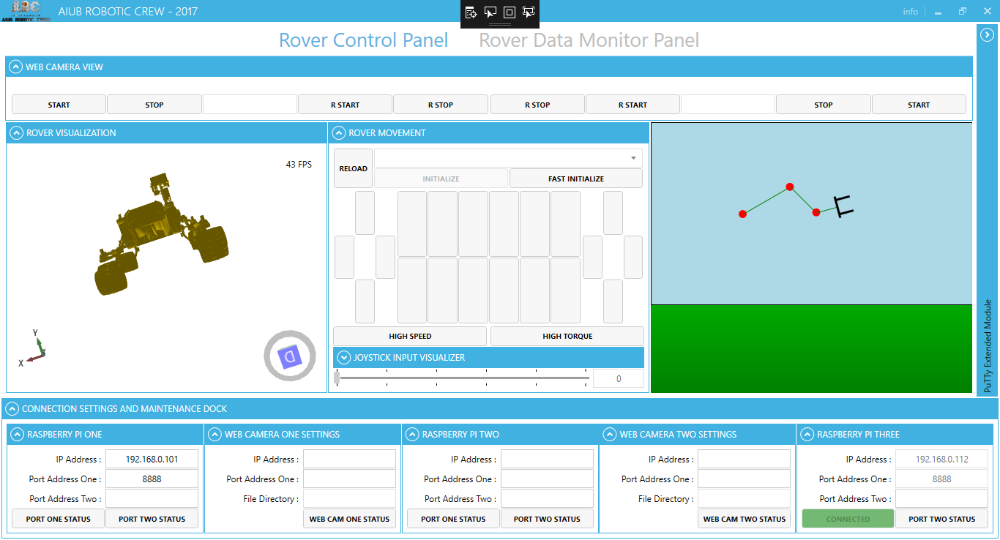 AIUB ROBOTIC CREW
AIUB ROBOTIC CREW - 2017
info
Rover Control Panel Rover Data Monitor Panel
WEB CAMERA VIEW
START STOP R START R STOP R STOP R START STOP START
ROVER VISUALIZATION
43 FPS
Y
X
D
ROVER MOVEMENT
RELOAD
INITIALIZE FAST INITIALIZE
HIGH SPEED HIGH TORQUE
JOYSTICK INPUT VISUALIZER
0
PuTTy Extended Module
CONNECTION SETTINGS AND MAINTENANCE DOCK
RASPBERRY PI ONE
IP Address : 192.168.0.101
Port Address One : 8888
Port Address Two :
PORT ONE STATUS PORT TWO STATUS
WEB CAMERA ONE SETTINGS
IP Address :
Port Address One :
File Directory :
WEB CAM ONE STATUS
RASPBERRY PI TWO
IP Address :
Port Address One :
Port Address Two :
PORT ONE STATUS PORT TWO STATUS
WEB CAMERA TWO SETTINGS
IP Address :
Port Address One :
File Directory :
WEB CAM TWO STATUS
RASPBERRY PI THREE
IP Address : 192.168.0.112
Port Address One : 8888
Port Address Two :
CONNECTED PORT TWO STATUS